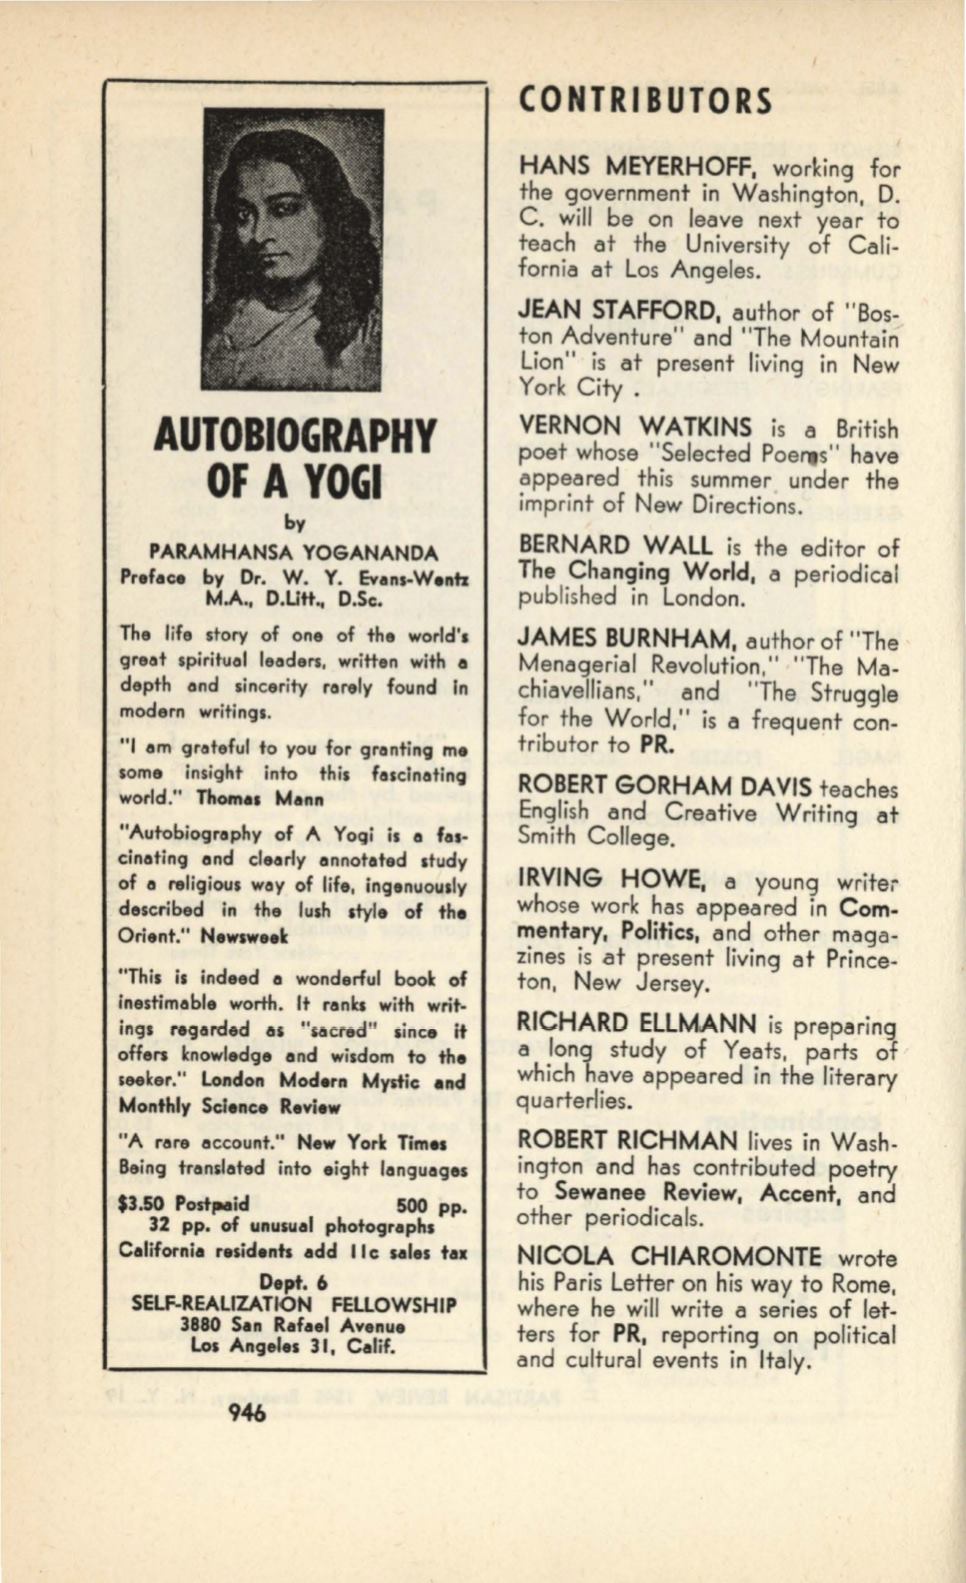 AUTOBIOGRAPHY
OF A YOGI
by
PARAMHANSA YOGANANDA
Preface by Dr. W. Y. Evans-Wentz
M.A., D.Litt., D.Sc.
The life story of one of the world's
great spiritual leaders, written with a
depth and sincerity rarely found in
modern writings.
"I am grateful to you for granting me
some insight into this fascinating
world." Thomas Mann
"Autobiography of A Yogi is a fas-
cinating and clearly annotated study
of a religious way of life, ingenuously
described in the lush style of the
Orient." Newsweek
"This is indeed a wonderful book of
inestimable worth. It ranks with writ-
ings regarded as "sacred" since it
offers knowledge and wisdom to the
seeker." London Modern Mystic and
Monthly Science Review
"A rare account." New York Times
Being translated into eight languages
$3.50 Postpaid 500 pp.
32 pp. of unusual photographs
California residents add 11c sales tax
Dept. 6
SELF-REALIZATION FELLOWSHIP
3880 San Rafael Avenue
Los Angeles 31, Calif.
946
CONTRIBUTORS
HANS MEYERHOFF, working for
the government in Washington, D.
C. will be on leave next year to
teach at the University of Cali-
fornia at Los Angeles.
JEAN STAFFORD, author of "Bos-
ton Adventure" and "The Mountain
Lion" is at present living in New
York City .
VERNON WATKINS is a British
poet whose "Selected Poems" have
appeared this summer under the
imprint of New Directions.
BERNARD WALL is the editor of
The Changing World, a periodical
published in London.
JAMES BURNHAM, author of "The
Menagerial Revolution," "The Ma-
chiavellians," and "The Struggle
for the World," is a frequent con-
tributor to PR.
ROBERT GORHAM DAVIS teaches
English and Creative Writing at
Smith College.
IRVING HOWE, a young writer
whose work has appeared in Com-
mentary, Politics, and other maga-
zines is at present living at Prince-
ton, New Jersey.
RICHARD ELLMANN is preparing
a long study of Yeats, parts of
which have appeared in the literary
quarterlies.
ROBERT RICHMAN lives in Wash-
ington and has contributed poetry
to Sewanee Review, Accent, and
other periodicals.
NICOLA CHIAROMONTE wrote
his Paris Letter on his way to Rome,
where he will write a series of let-
ters for PR, reporting on political
and cultural events in Italy.